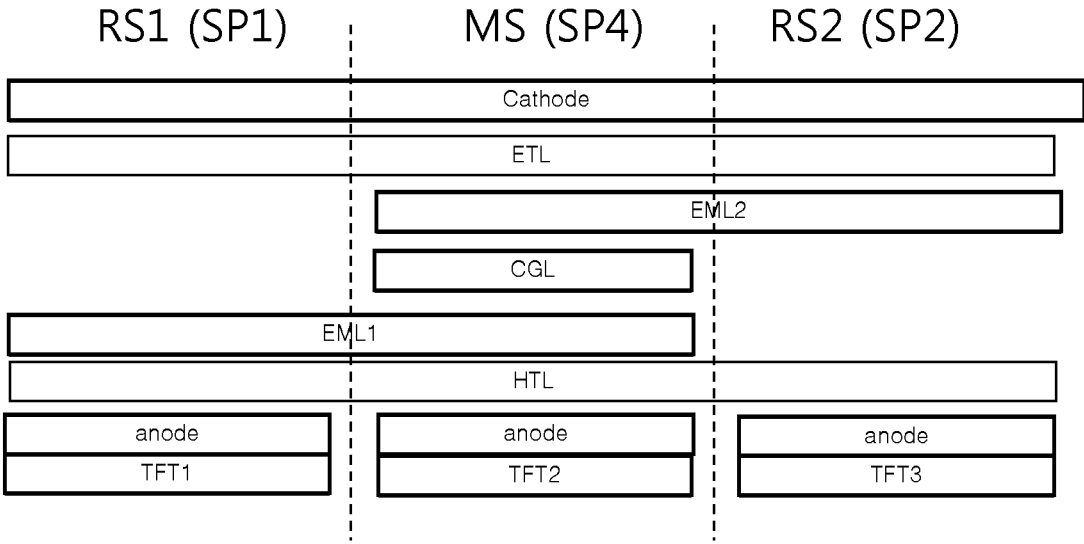 RS1 (SP1) MS (SP4) RS2 (SP2)
Cathode
ETL
EML2
CGL
EML1
HTL
anode anode anode
TFT1 TFT2 TFT3